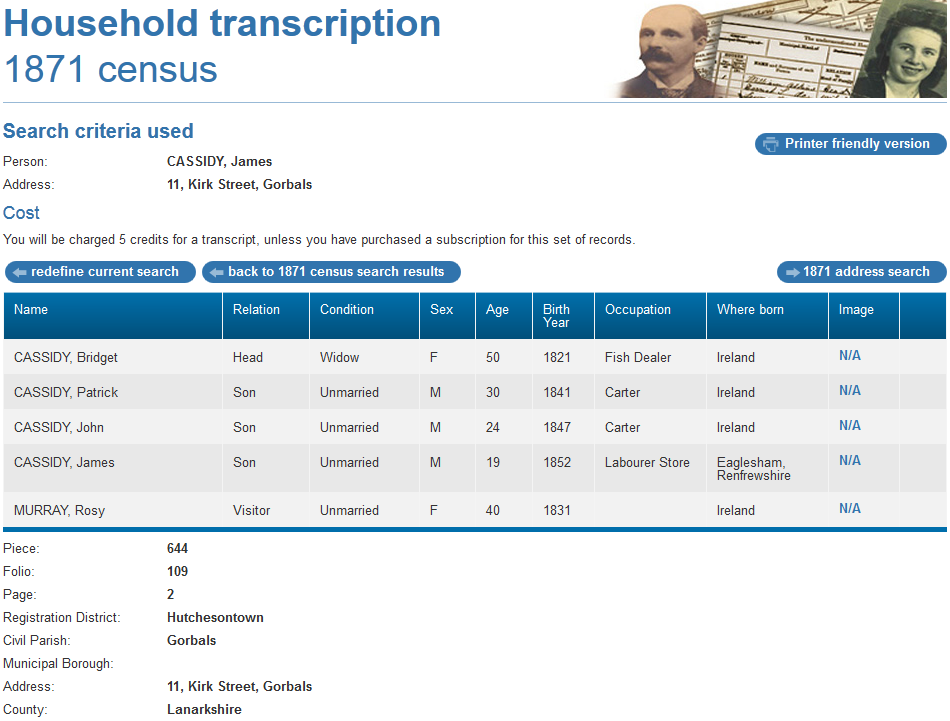 Household transcription
1871 census
Search criteria used
Printer friendly version
Person: CASSIDY, James
Address: 11, Kirk Street, Gorbals
Cost
You will be charged 5 credits for a transcript, unless you have purchased a subscription for this set of records.
redefine current search back to 1871 census search results 1871 address search
Name Relation Condition Sex Age Birth Year Occupation Where born Image
CASSIDY, Bridget Head Widow F 50 1821 Fish Dealer Ireland N/A
CASSIDY, Patrick Son Unmarried M 30 1841 Carter Ireland N/A
CASSIDY, John Son Unmarried M 24 1847 Carter Ireland N/A
CASSIDY, James Son Unmarried M 19 1852 Labourer Store Eaglesham, Renfrewshire N/A
MURRAY, Rosy Visitor Unmarried F 40 1831 Ireland N/A
Piece: 644
Folio: 109
Page: 2
Registration District: Hutchesontown
Civil Parish: Gorbals
Municipal Borough:
Address: 11, Kirk Street, Gorbals
County: Lanarkshire